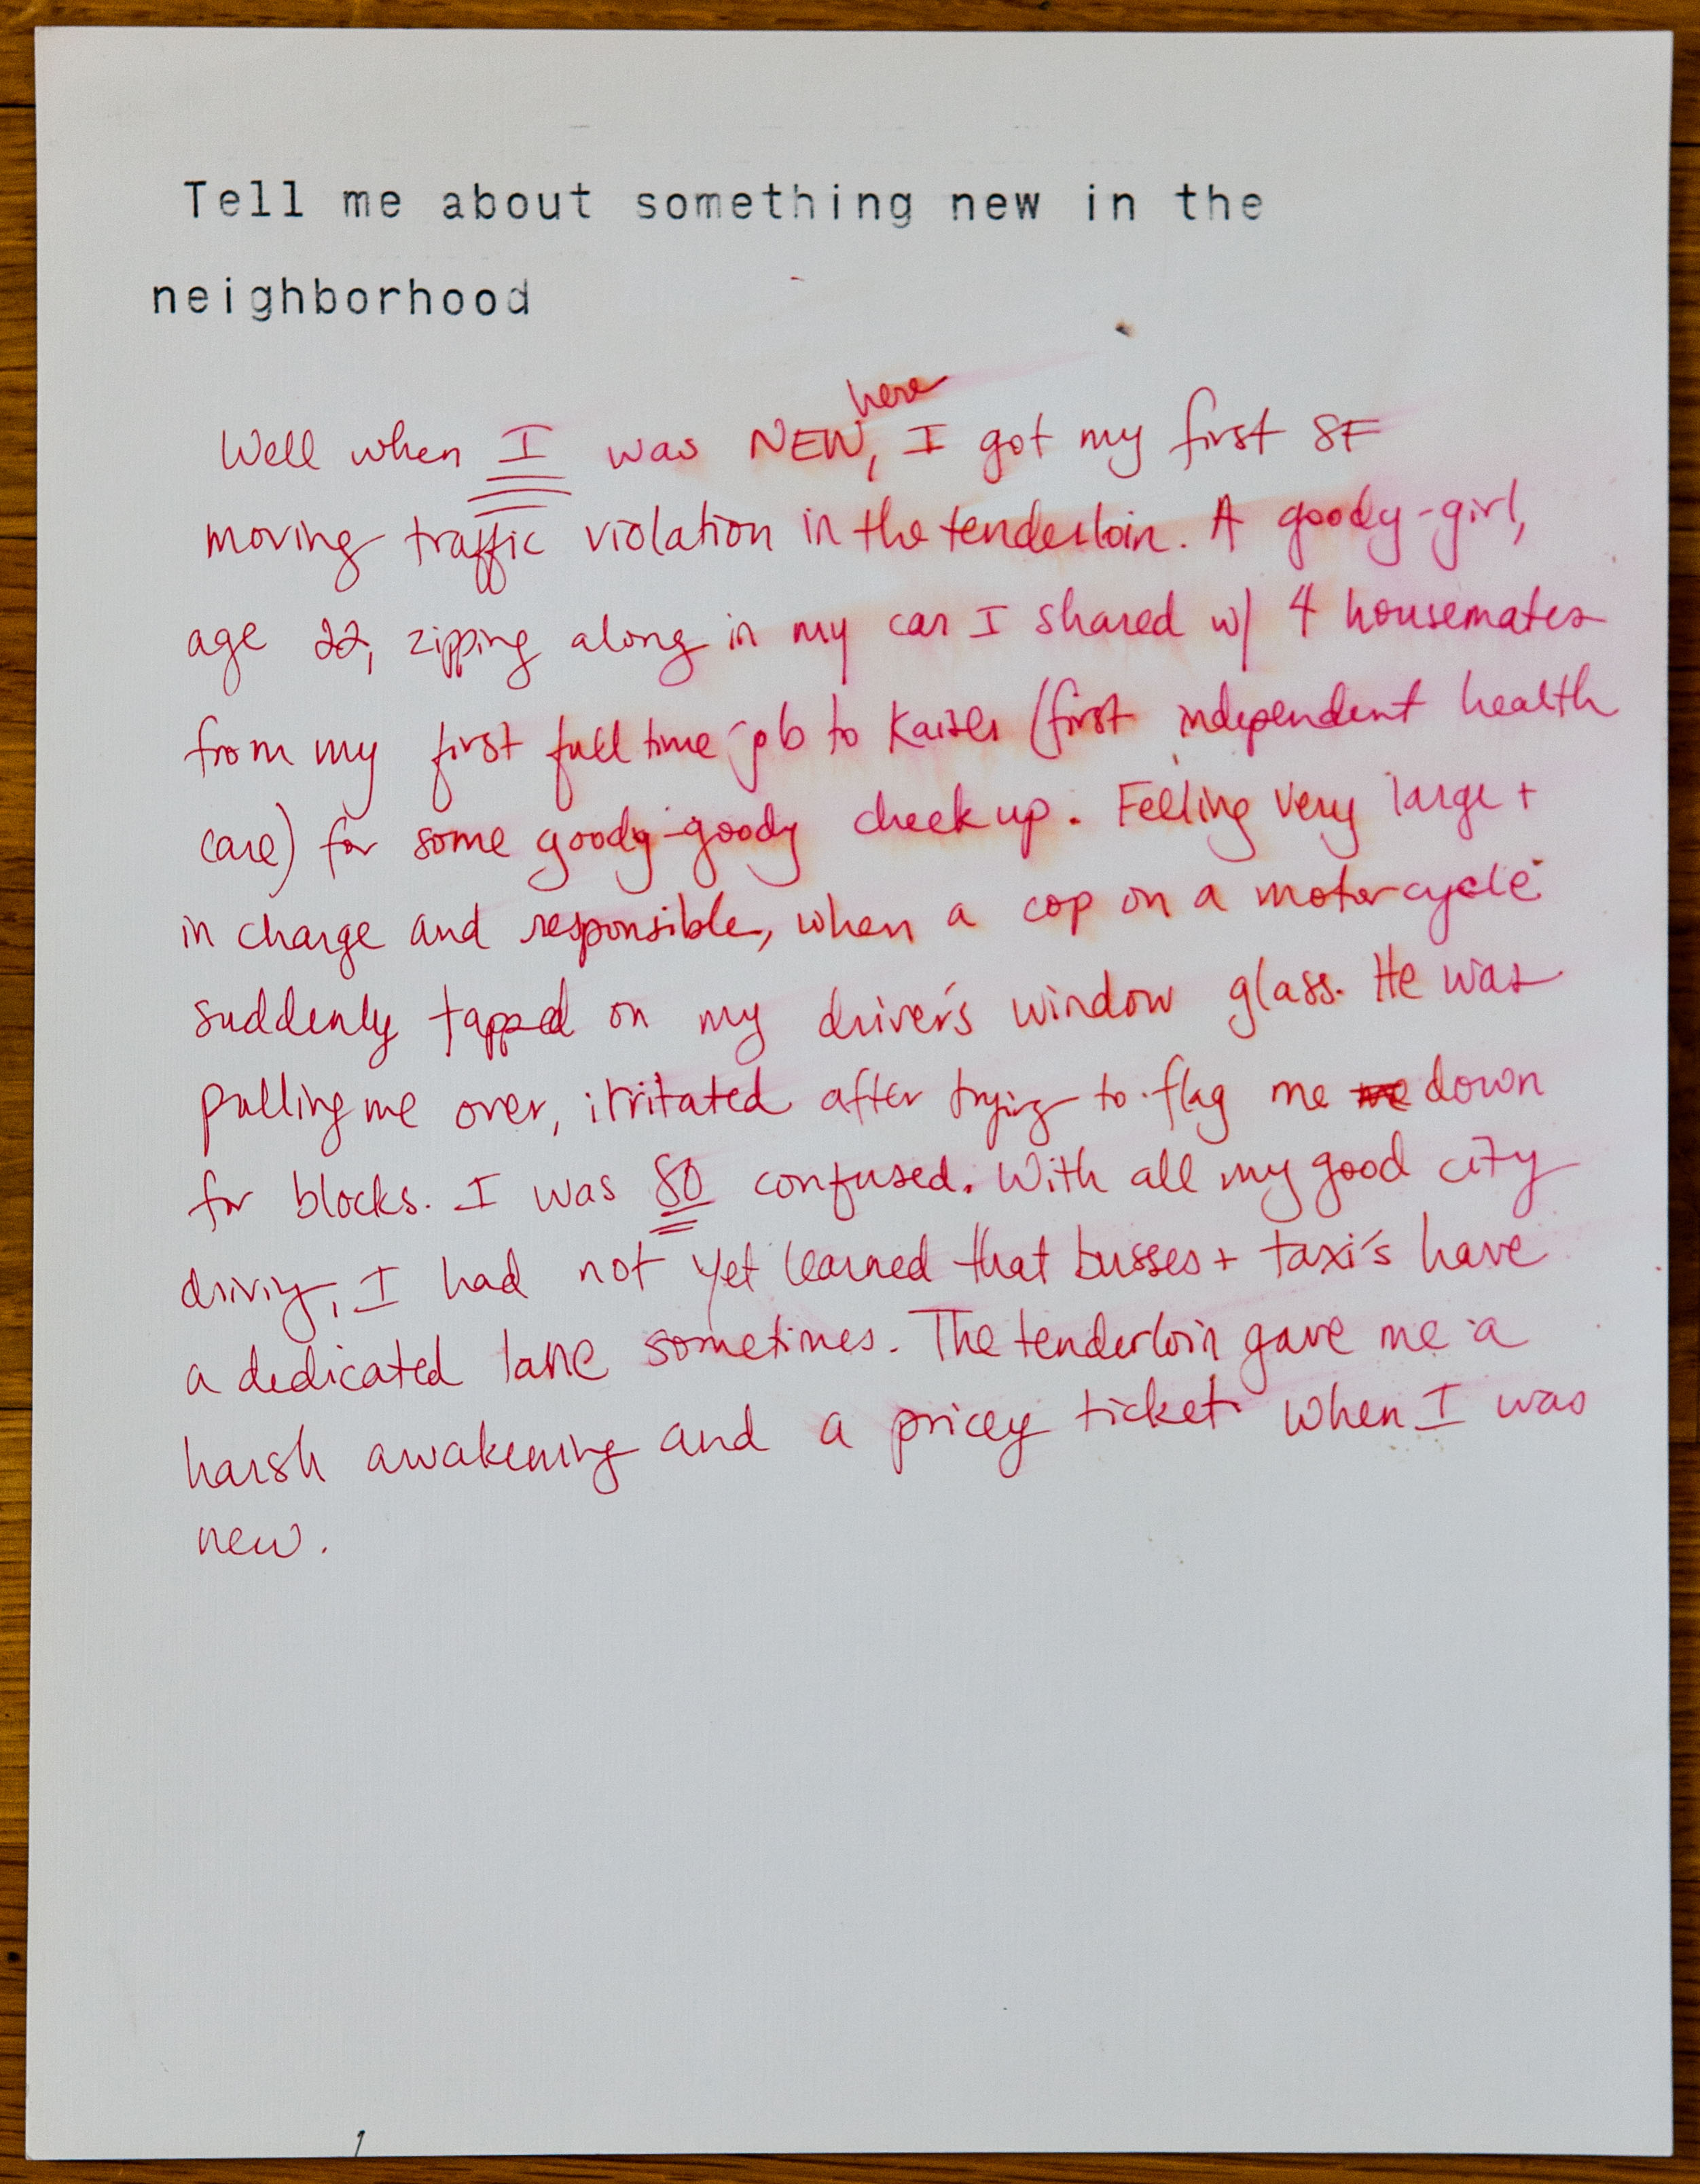 Tell me about something new in the
neighborhood
here
Well when I was NEW, I got my first SF
moving traffic violation in the tenderloin. A goody-girl,
age 22, zipping along in my car I shared w/ 4 housemates
from my first full time job to Kaiser (first independent health
care) for some goody-goody check up. Feeling very large +
in charge and responsible, when a cop on a motorcycle
suddenly tapped on my driver's window glass. He was
pulling me over, irritated after trying to flag me me down
for blocks. I was SO confused. With all my good city
driving, I had not yet learned that busses + taxi's have
a dedicated lane sometimes. The tenderloin gave me a
harsh awakening and a pricey ticket when I was
new.